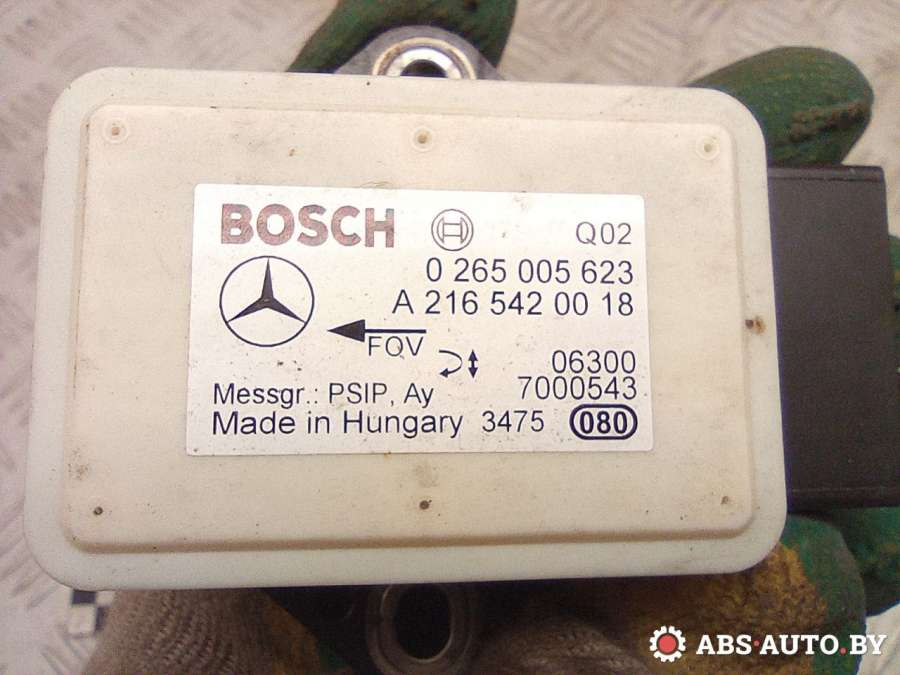 BOSCH
Q02
0 265 005 623
A 216 542 00 18
FOV
06300
7000543
Messgr.: PSIP, Ay
Made in Hungary 3475 080
ABS-AUTO.BY